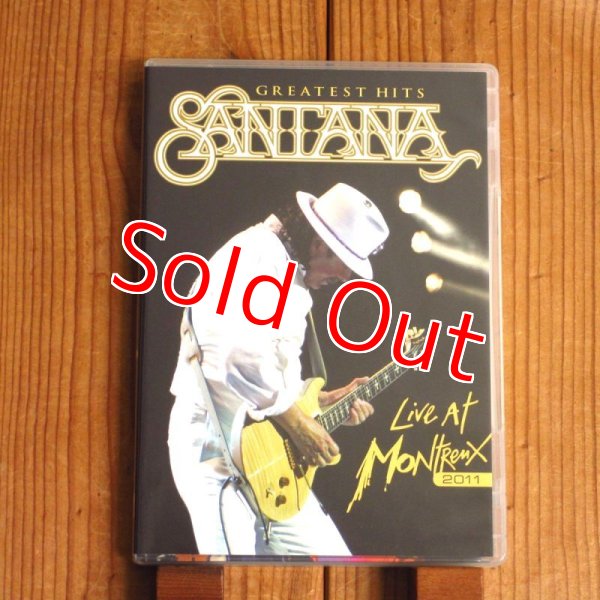 GREATEST HITS
SANTANA
Sold Out
Live At
Montreux
2011